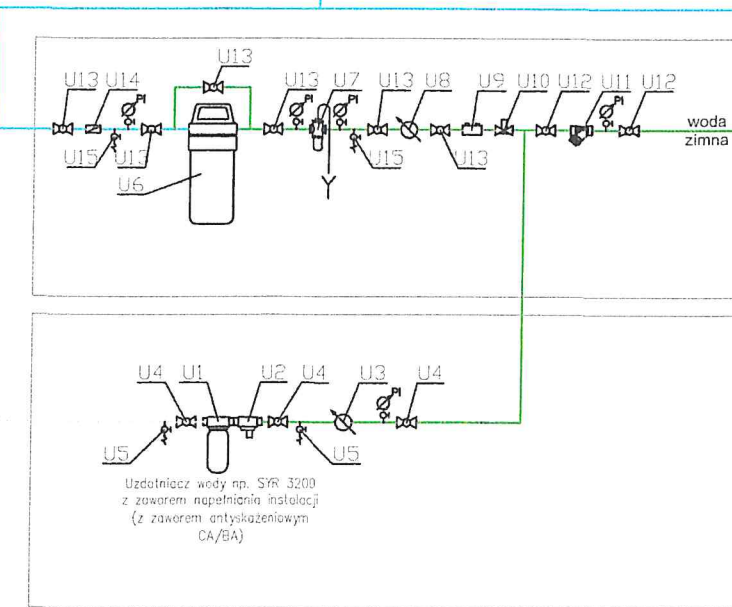 U13
U13 U14 U13 U7 U13 U8 U9 U10 U12 U11 U12
PI PI PI PI
woda
zimna
U15 U13 U15 U13
U6
U4 U1 U2 U4 U3 PI U4
U5 U5
Uzdatniacz wody np. SYR 3200
z zaworem napełniania instalacji
(z zaworem antyskażeniowym
CA/BA)